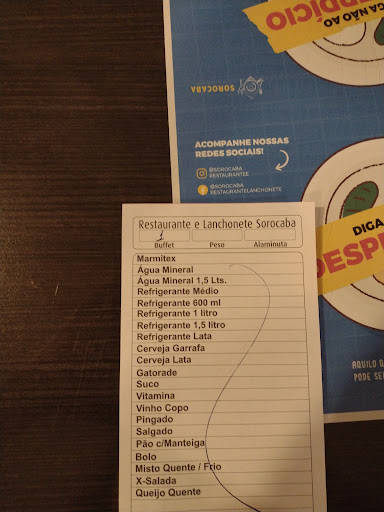 DIGA NÃO AO
SOROCABA
ACOMPANHE NOSSAS
REDES SOCIAIS!
@SOROCABA
RESTAURANTEE
@SOROCABA
RESTAURANTELANCHONETE
DIGA
DESP
AQUILO Q
PODE SE
Restaurante e Lanchonete Sorocaba
Buffet Peso Alaminuta
Marmitex
Água Mineral
Água Mineral 1,5 Lts.
Refrigerante Médio
Refrigerante 600 ml
Refrigerante 1 litro
Refrigerante 1,5 litro
Refrigerante Lata
Cerveja Garrafa
Cerveja Lata
Gatorade
Suco
Vitamina
Vinho Copo
Pingado
Salgado
Pão c/Manteiga
Bolo
Misto Quente / Frio
X-Salada
Queijo Quente